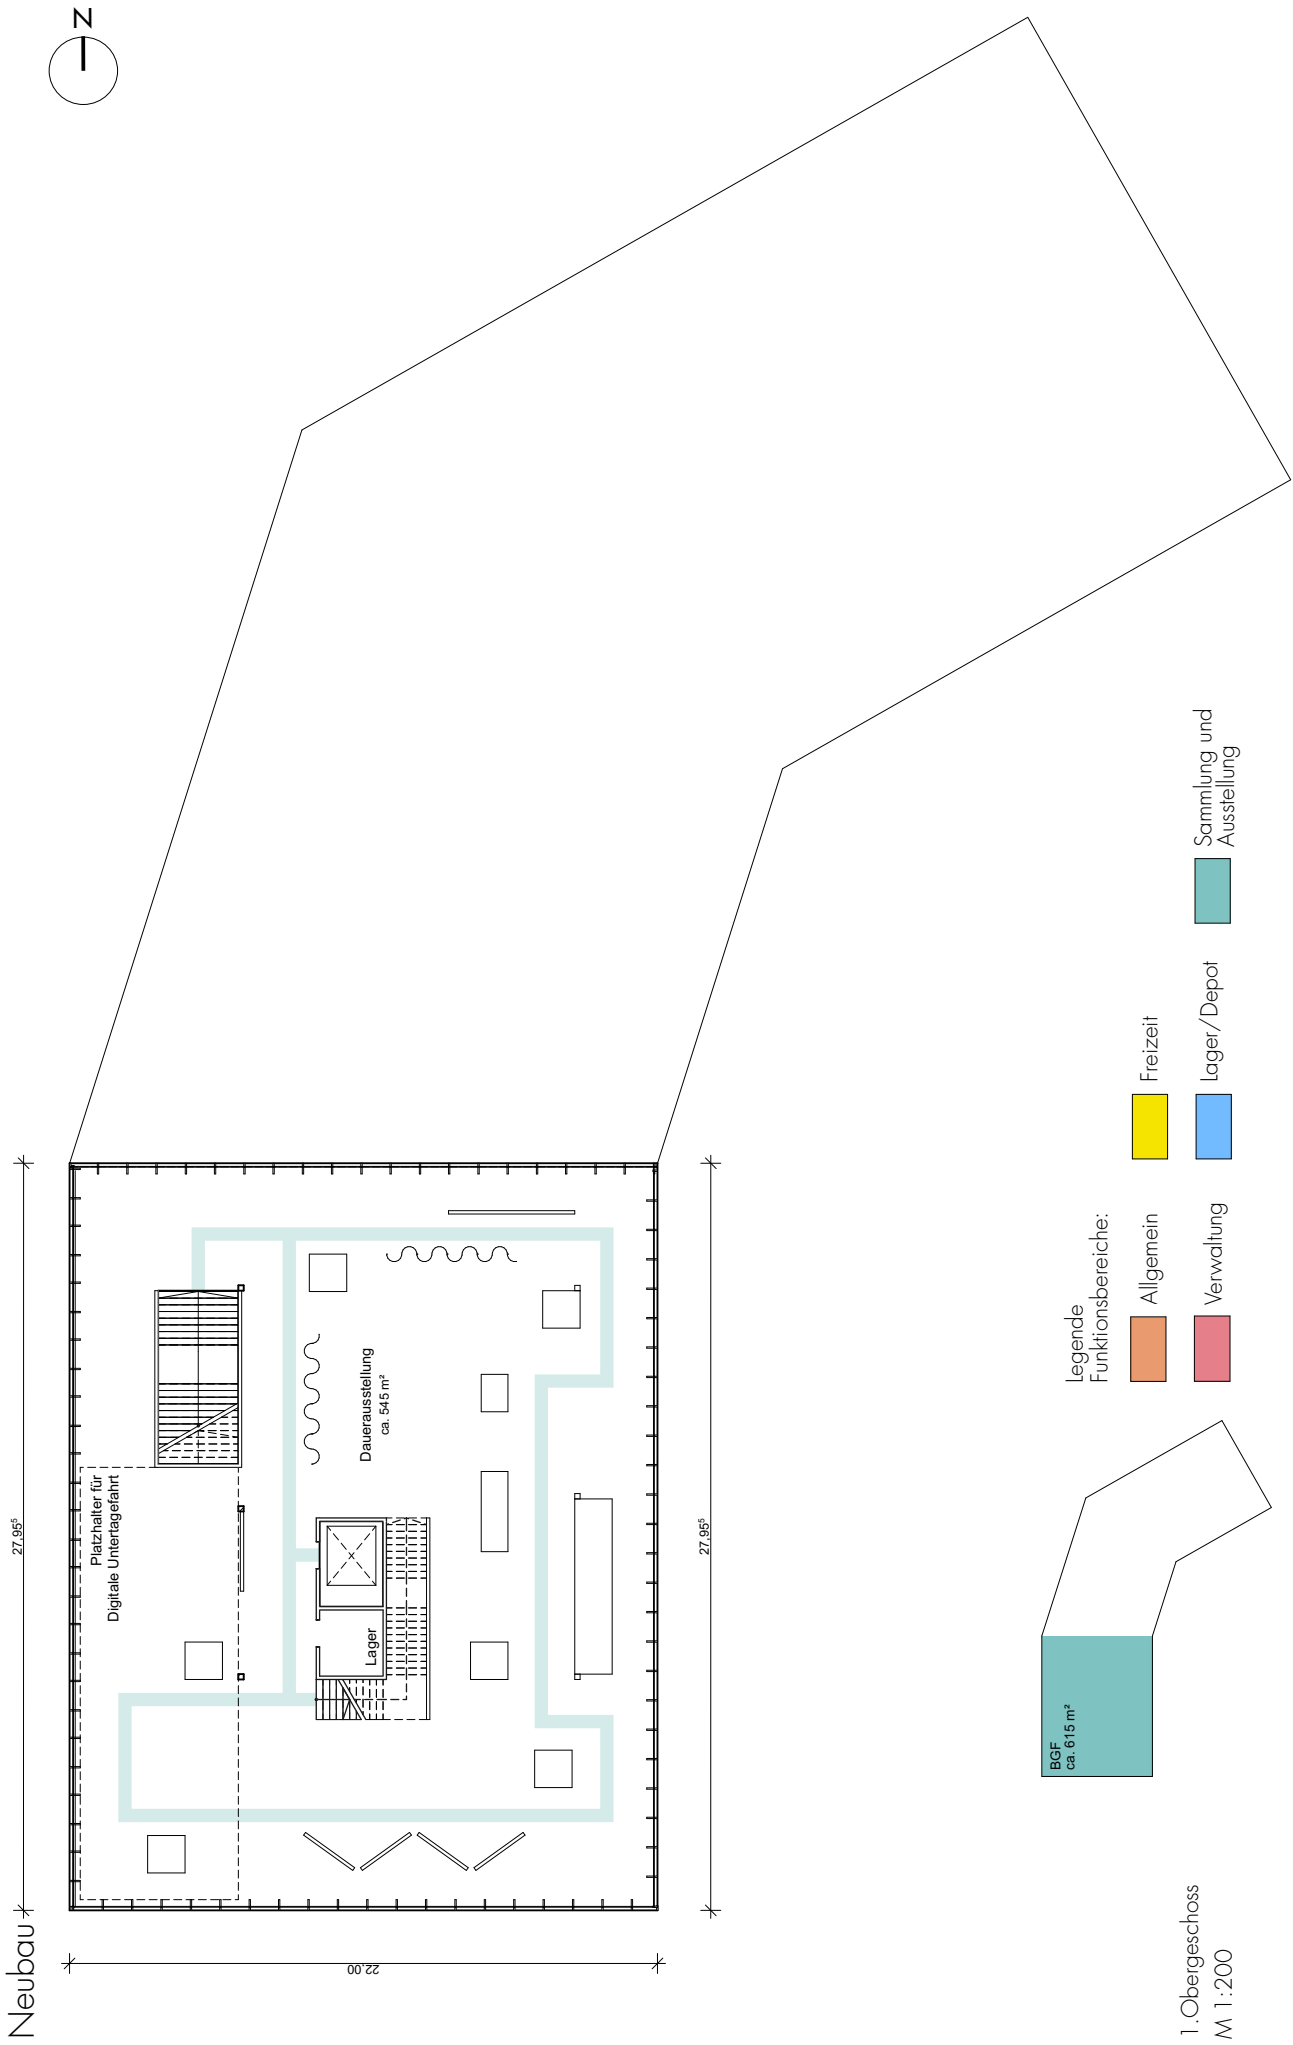 Neubau
N
27,95⁵
22,00
27,95⁵
Platzhalter für
Digitale Untertagefahrt
Dauerausstellung
ca. 545 m²
Lager
1.Obergeschoss
M 1:200
BGF
ca. 615 m²
Legende
Funktionsbereiche:
Allgemein
Freizeit
Verwaltung
Lager/Depot
Sammlung und
Ausstellung